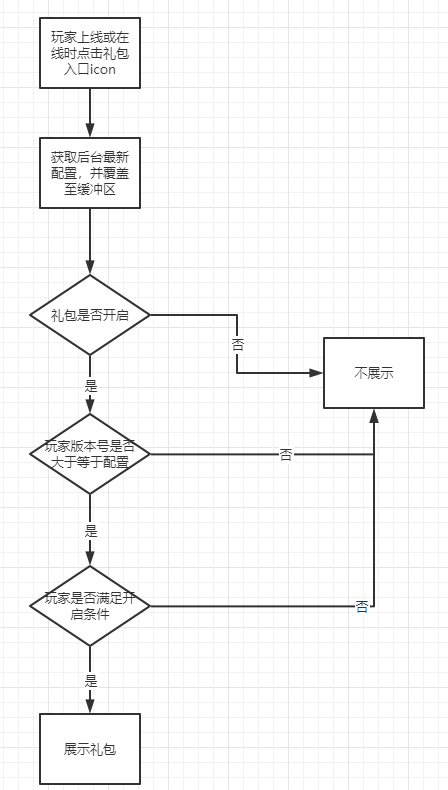 玩家上线或在
线时点击礼包
入口icon
获取后台最新
配置，并覆盖
至缓冲区
礼包是否开启
否
不展示
是
玩家版本号是否
大于等于配置
否
是
玩家是否满足开
启条件
否
是
展示礼包